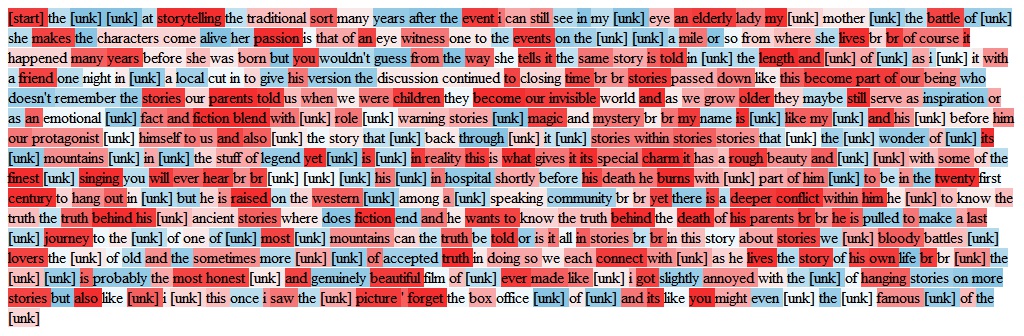 [start] the [unk] [unk] at storytelling the traditional sort many years after the event i can still see in my [unk] eye an elderly lady my [unk] mother [unk] the battle of [unk]
she makes the characters come alive her passion is that of an eye witness one to the events on the [unk] [unk] a mile or so from where she lives br br of course it
happened many years before she was born but you wouldn't guess from the way she tells it the same story is told in [unk] the length and [unk] of [unk] as i [unk] it with
a friend one night in [unk] a local cut in to give his version the discussion continued to closing time br br stories passed down like this become part of our being who
doesn't remember the stories our parents told us when we were children they become our invisible world and as we grow older they maybe still serve as inspiration or
as an emotional [unk] fact and fiction blend with [unk] role [unk] warning stories [unk] magic and mystery br br my name is [unk] like my [unk] and his [unk] before him
our protagonist [unk] himself to us and also [unk] the story that [unk] back through [unk] it [unk] stories within stories stories that [unk] the [unk] wonder of [unk] its
[unk] mountains [unk] in [unk] the stuff of legend yet [unk] is [unk] in reality this is what gives it its special charm it has a rough beauty and [unk] with some of the
finest [unk] singing you will ever hear br br [unk] [unk] [unk] his [unk] in hospital shortly before his death he burns with [unk] part of him [unk] to be in the twenty first
century to hang out in [unk] but he is raised on the western [unk] among a [unk] speaking community br br yet there is a deeper conflict within him he [unk] to know the
truth the truth behind his [unk] ancient stories where does fiction end and he wants to know the truth behind the death of his parents br br he is pulled to make a last
[unk] journey to the [unk] of one of [unk] most [unk] mountains can the truth be told or is it all in stories br br in this story about stories we [unk] bloody battles [unk]
lovers the [unk] of old and the sometimes more [unk] [unk] of accepted truth in doing so we each connect with [unk] as he lives the story of his own life br br [unk] the
[unk] [unk] is probably the most honest [unk] and genuinely beautiful film of [unk] ever made like [unk] i got slightly annoyed with the [unk] of hanging stories on more
stories but also like [unk] i [unk] this once i saw the [unk] picture ' forget the box office [unk] of [unk] and its like you might even [unk] the [unk] famous [unk] of the
[unk]